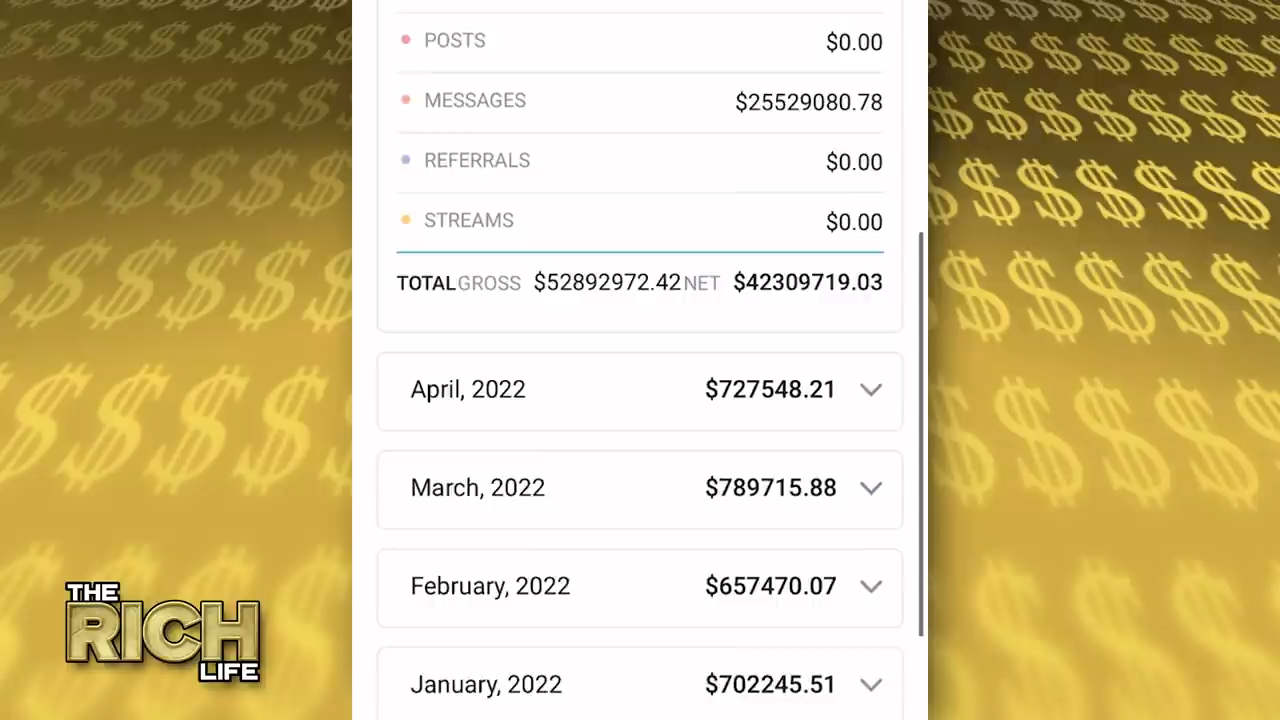 POSTS $0.00
MESSAGES $25529080.78
REFERRALS $0.00
STREAMS $0.00
TOTAL GROSS $52892972.42 NET $42309719.03
April, 2022 $727548.21
March, 2022 $789715.88
February, 2022 $657470.07
January, 2022 $702245.51
THE
RICH
LIFE